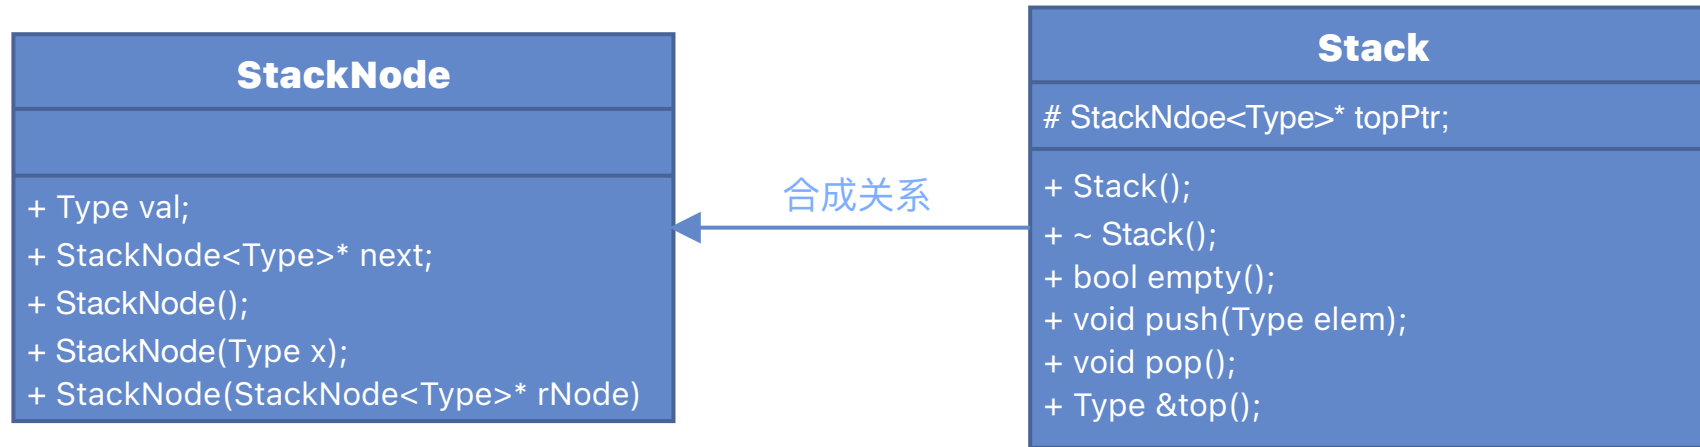 StackNode
+ Type val;
+ StackNode<Type>* next;
+ StackNode();
+ StackNode(Type x);
+ StackNode(StackNode<Type>* rNode)
合成关系
Stack
# StackNdoe<Type>* topPtr;
+ Stack();
+ ~ Stack();
+ bool empty();
+ void push(Type elem);
+ void pop();
+ Type &top();